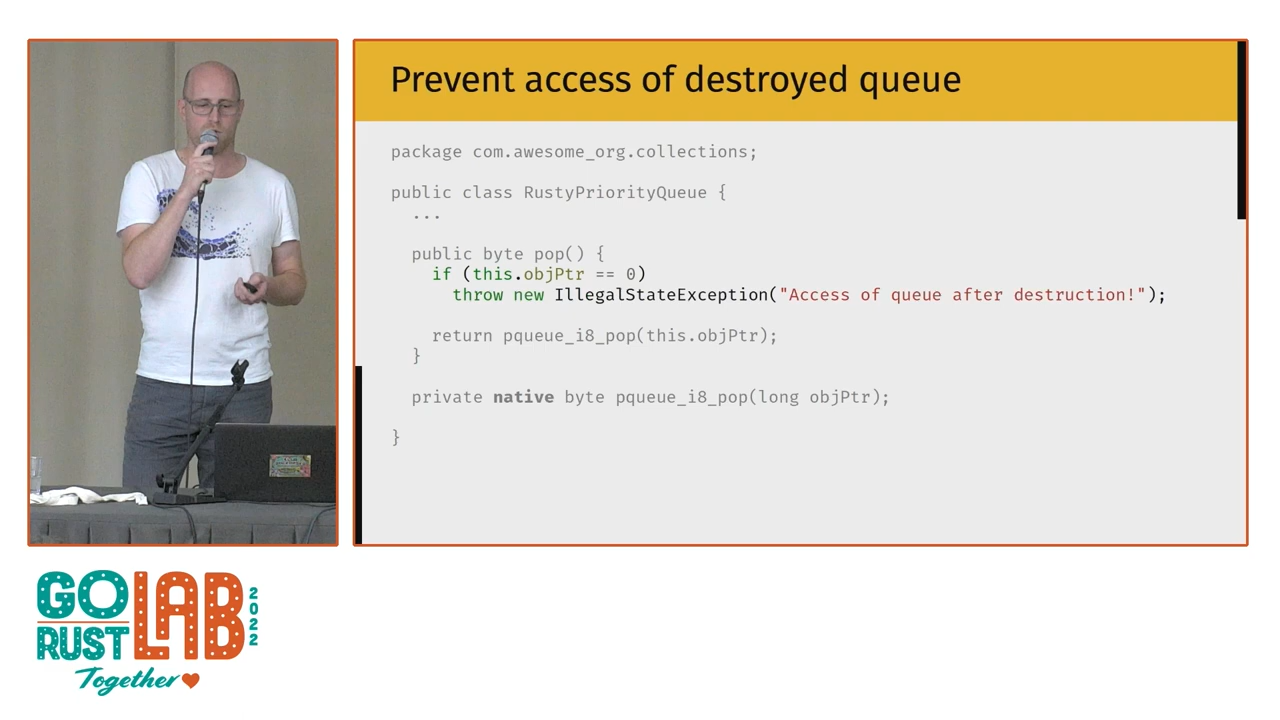 Prevent access of destroyed queue
package com.awesome_org.collections;
public class RustyPriorityQueue {
...
public byte pop() {
if (this.objPtr == 0)
throw new IllegalStateException("Access of queue after destruction!");
return pqueue_i8_pop(this.objPtr);
}
private native byte pqueue_i8_pop(long objPtr);
}
GOLAB
RUST
2022
Together